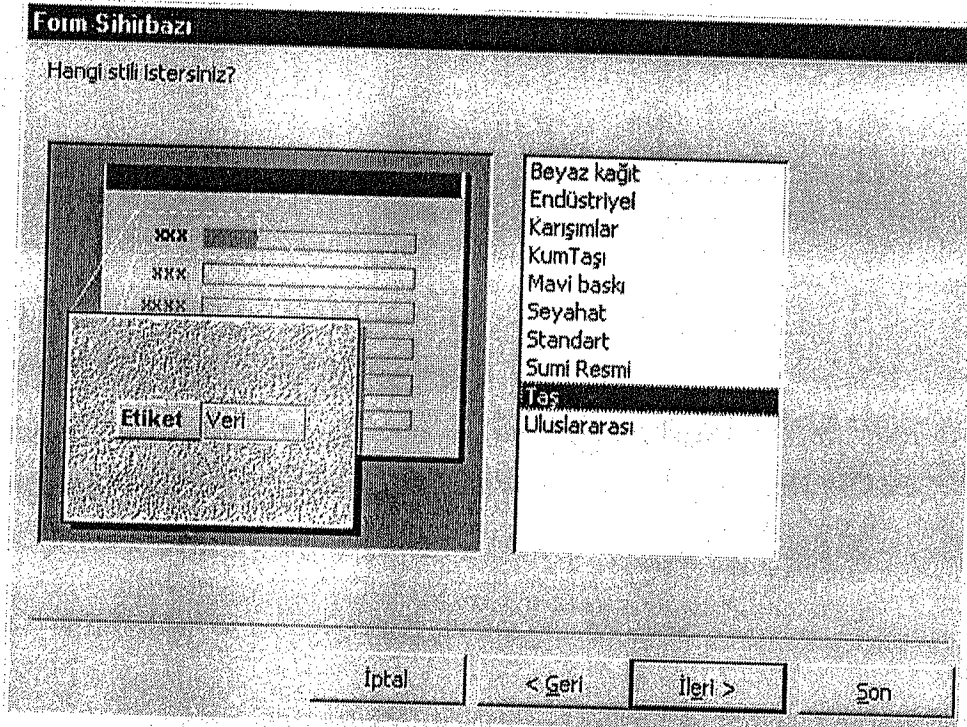 Form Sihirbazı
Hangi stili istersiniz?
xxx
xxx
xxxx
Etiket Veri
Beyaz kağıt
Endüstriyel
Karışımlar
KumTaşı
Mavi baskı
Seyahat
Standart
Sumi Resmi
Taş
Uluslararası
İptal
< Geri
İleri >
Son